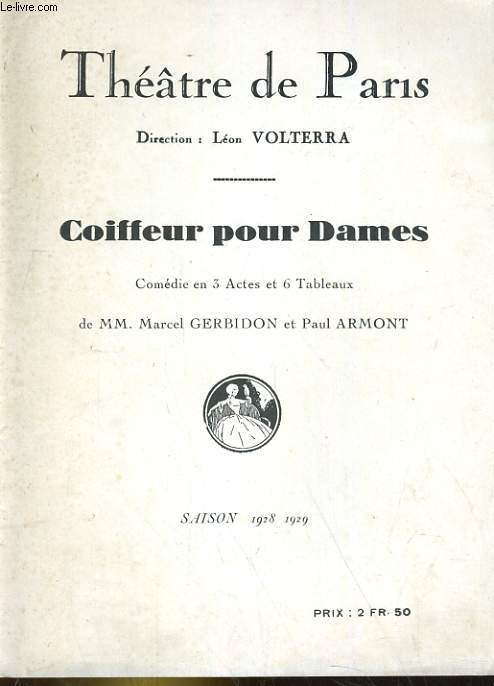 Le-livre.com
Théâtre de Paris
Direction : Léon VOLTERRA
Coiffeur pour Dames
Comédie en 3 Actes et 6 Tableaux
de MM. Marcel GERBIDON et Paul ARMONT
SAISON 1928 1929
PRIX : 2 FR. 50